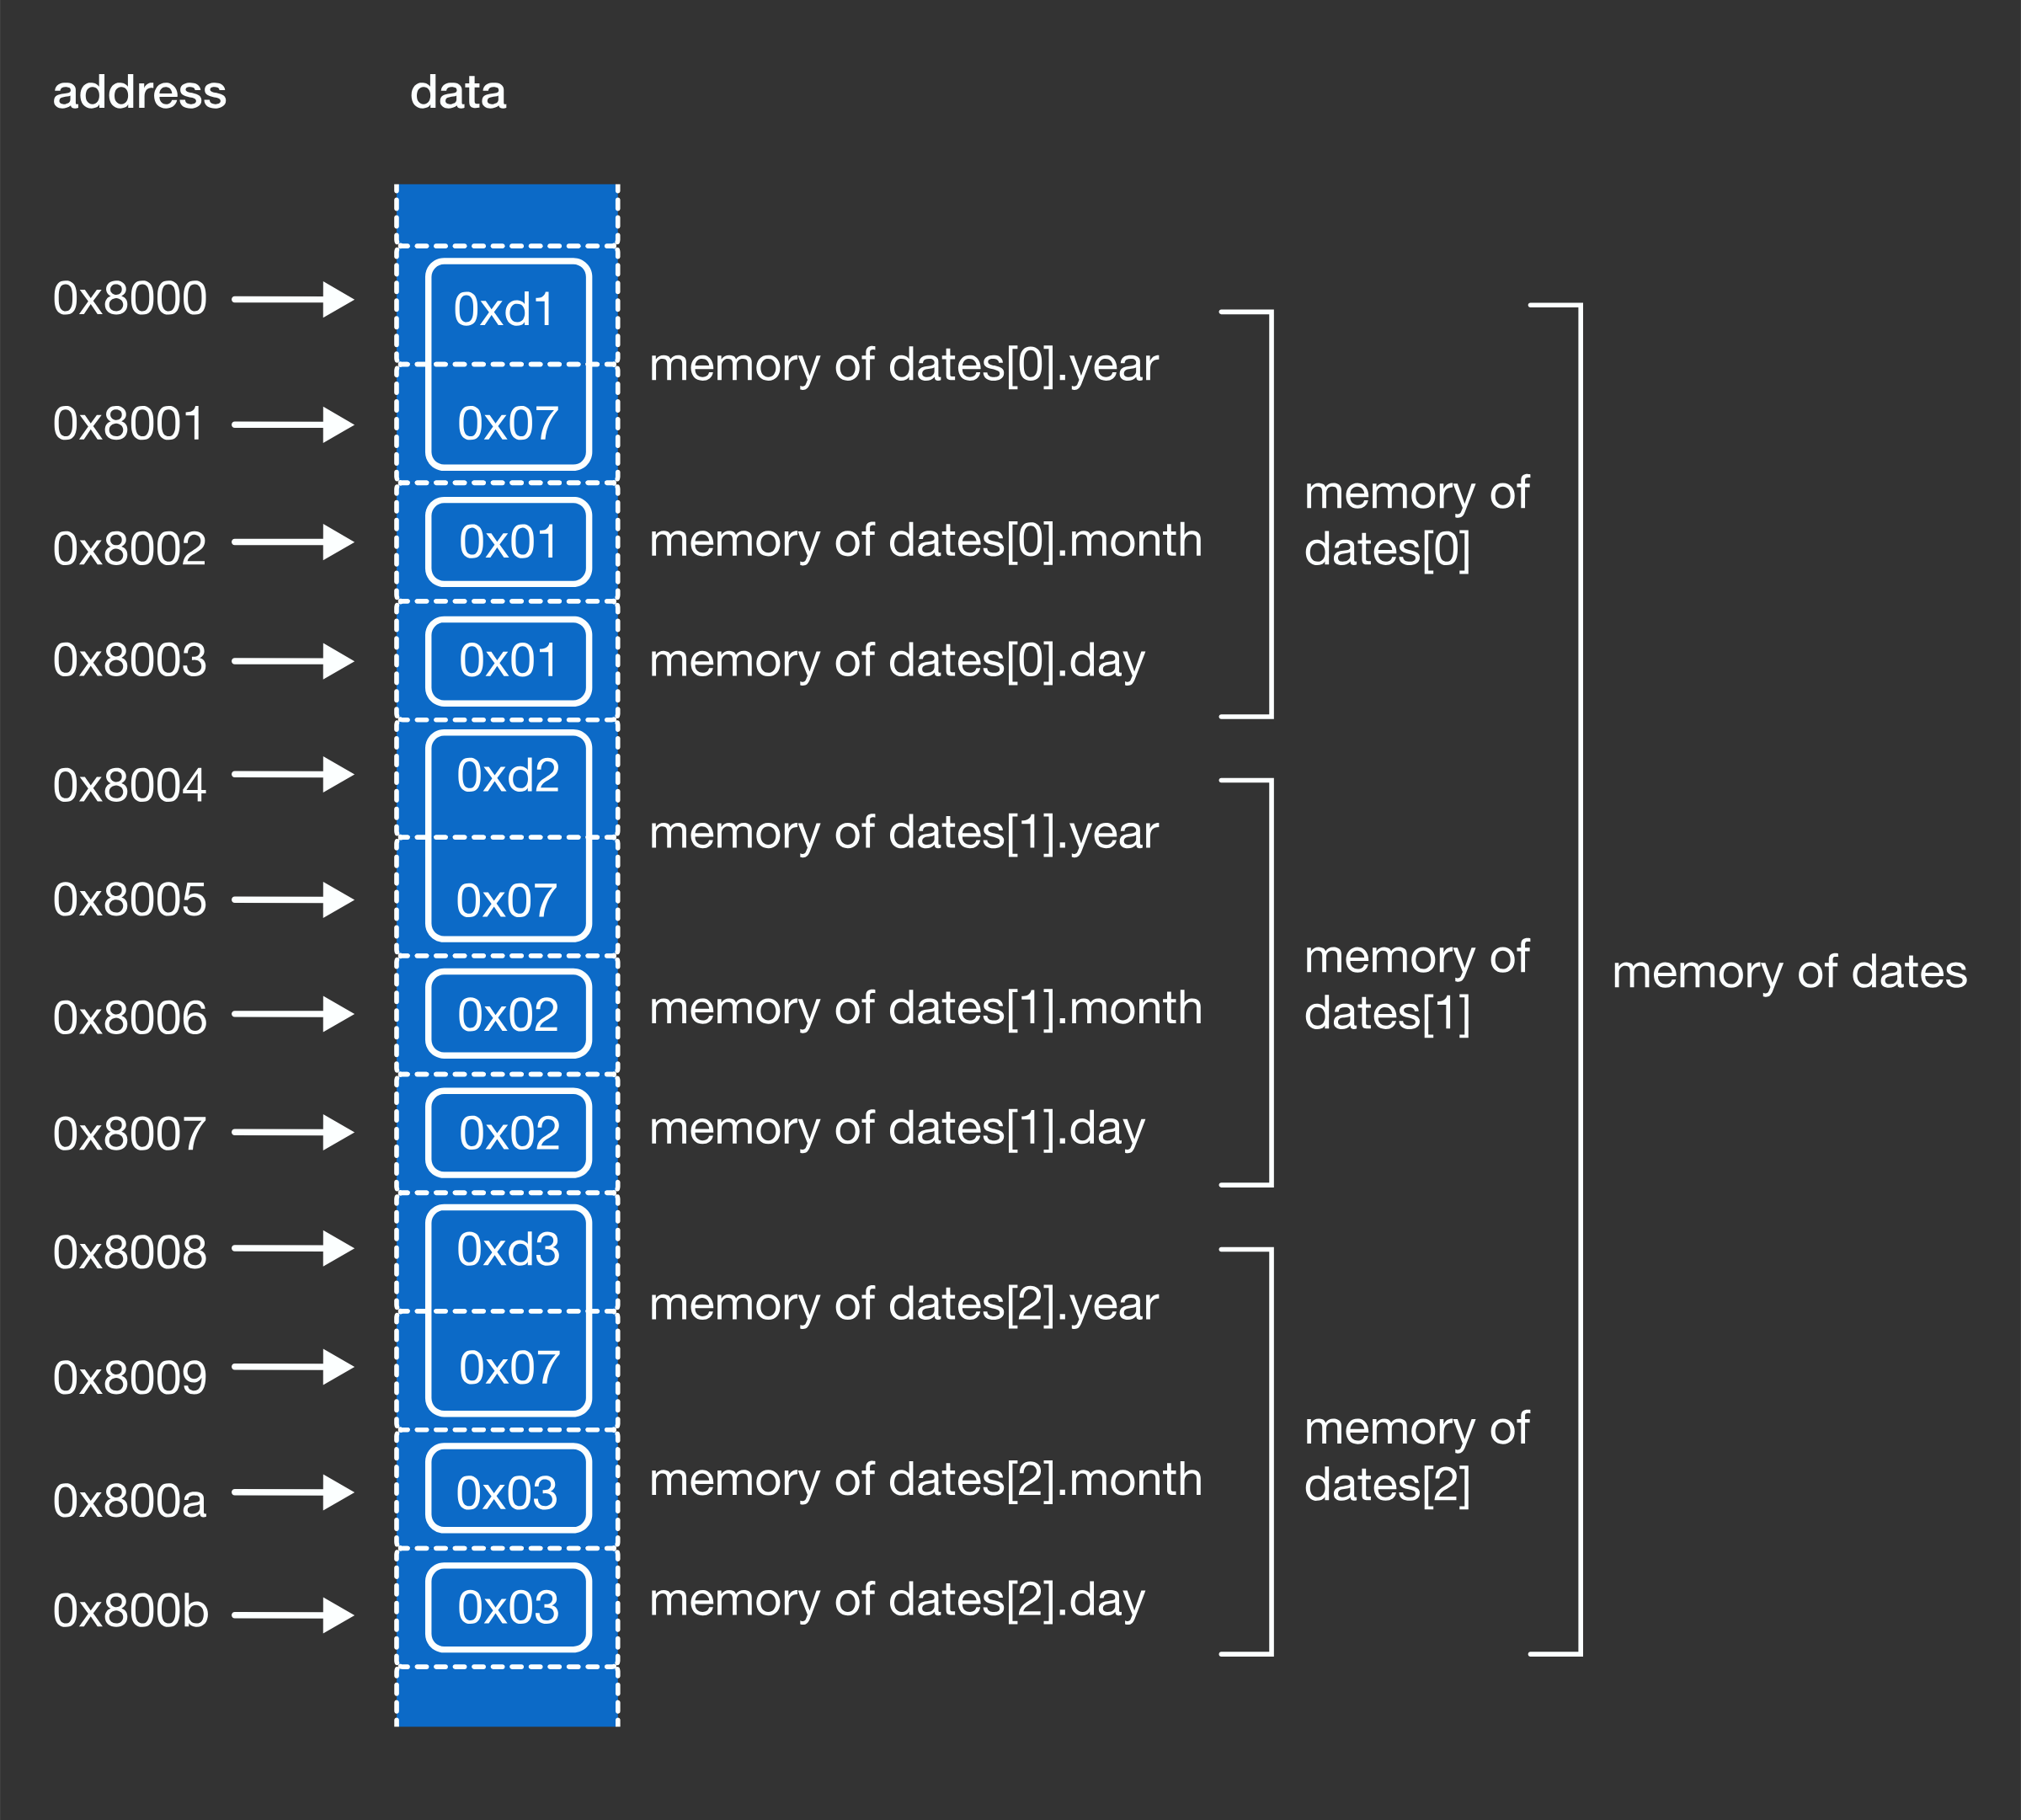 address data
0x8000 0xd1
memory of dates[0].year
0x8001 0x07
memory of
dates[0]
0x8002 0x01 memory of dates[0].month
0x8003 0x01 memory of dates[0].day
0x8004 0xd2
memory of dates[1].year
0x8005 0x07
memory of
dates[1]
memory of dates
0x8006 0x02 memory of dates[1].month
0x8007 0x02 memory of dates[1].day
0x8008 0xd3
memory of dates[2].year
0x8009 0x07
memory of
dates[2]
0x800a 0x03 memor of dates[2].month
0x800b 0x03 memory of dates[2].day